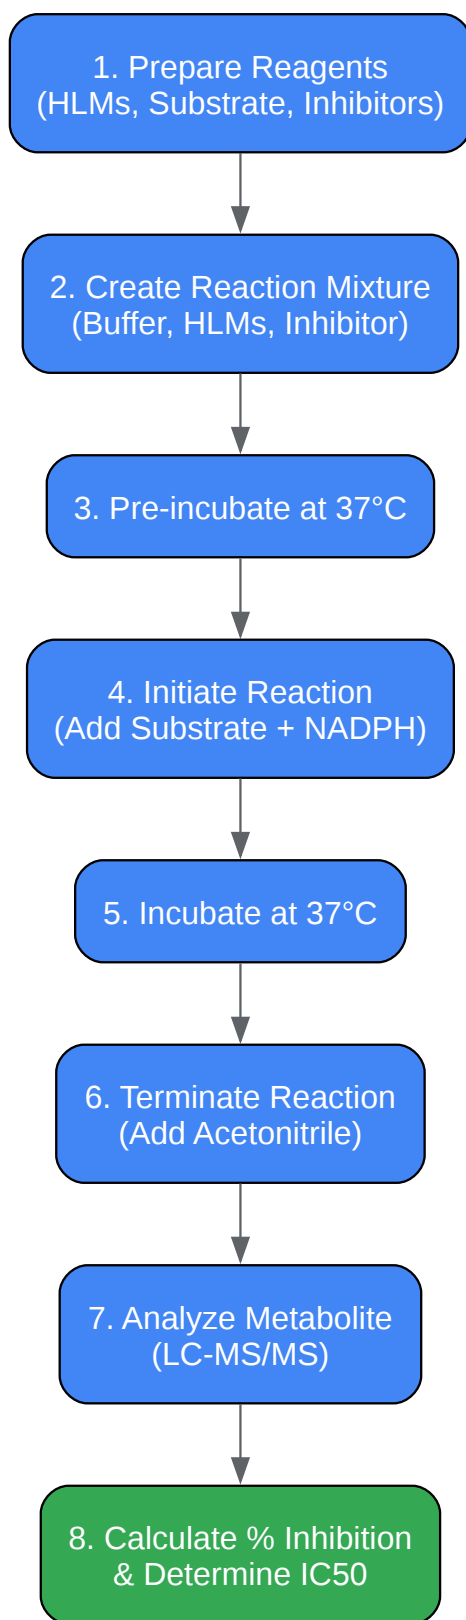 1. Prepare Reagents
(HLMs, Substrate, Inhibitors)
2. Create Reaction Mixture
(Buffer, HLMs, Inhibitor)
3. Pre-incubate at 37°C
4. Initiate Reaction
(Add Substrate + NADPH)
5. Incubate at 37°C
6. Terminate Reaction
(Add Acetonitrile)
7. Analyze Metabolite
(LC-MS/MS)
8. Calculate % Inhibition
& Determine IC50